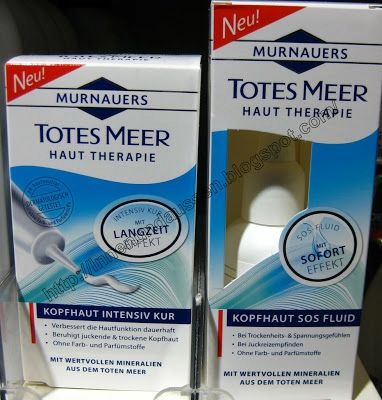 Neu!
MURNAUERS
TOTES MEER
HAUT THERAPIE
DERMATOLOGISCH
GETESTET
INTENSIV KUR
MIT
LANGZEIT
EFFEKT
KOPFHAUT INTENSIV KUR
• Verbessert die Hautfunktion dauerhaft
• Beruhigt juckende & trockene Kopfhaut
• Ohne Farb- und Parfümstoffe
MIT WERTVOLLEN MINERALIEN
AUS DEM TOTEN MEER
Neu!
MURNAUERS
TOTES MEER
HAUT THERAPIE
SOS FLUID
MIT
SOFORT
EFFEKT
KOPFHAUT SOS FLUID
• Bei Trockenheits- & Spannungsgefühlen
• Bei Juckreizempfinden
• Ohne Farb- und Parfümstoffe
MIT WERTVOLLEN MINERALIEN
AUS DEM TOTEN MEER